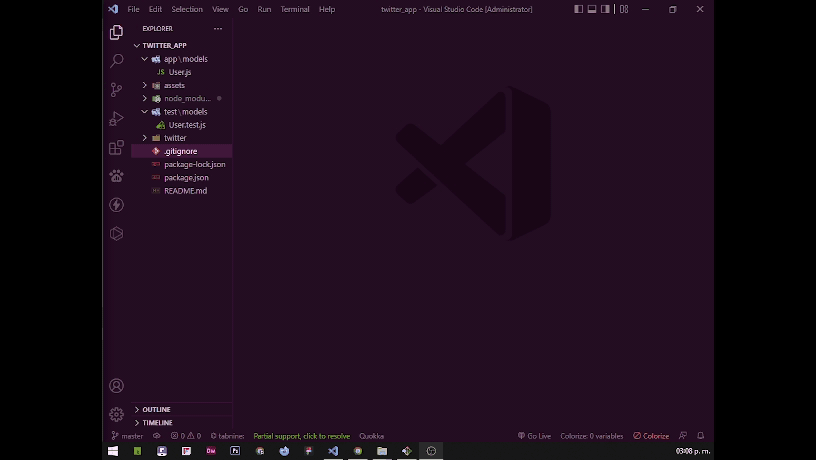 File Edit Selection View Go Run Terminal Help twitter_app - Visual Studio Code [Administrator]
EXPLORER
TWITTER_APP
app\models
JS User.js
assets
node_modu...
test\models
User.test.js
twitter
.gitignore
package-lock.json
package.json
README.md
OUTLINE
TIMELINE
master 0 0 tabnine: Partial support, click to resolve Quokka Go Live Colorize: 0 variables Colorize
Dw Ps 03:08 p. m.